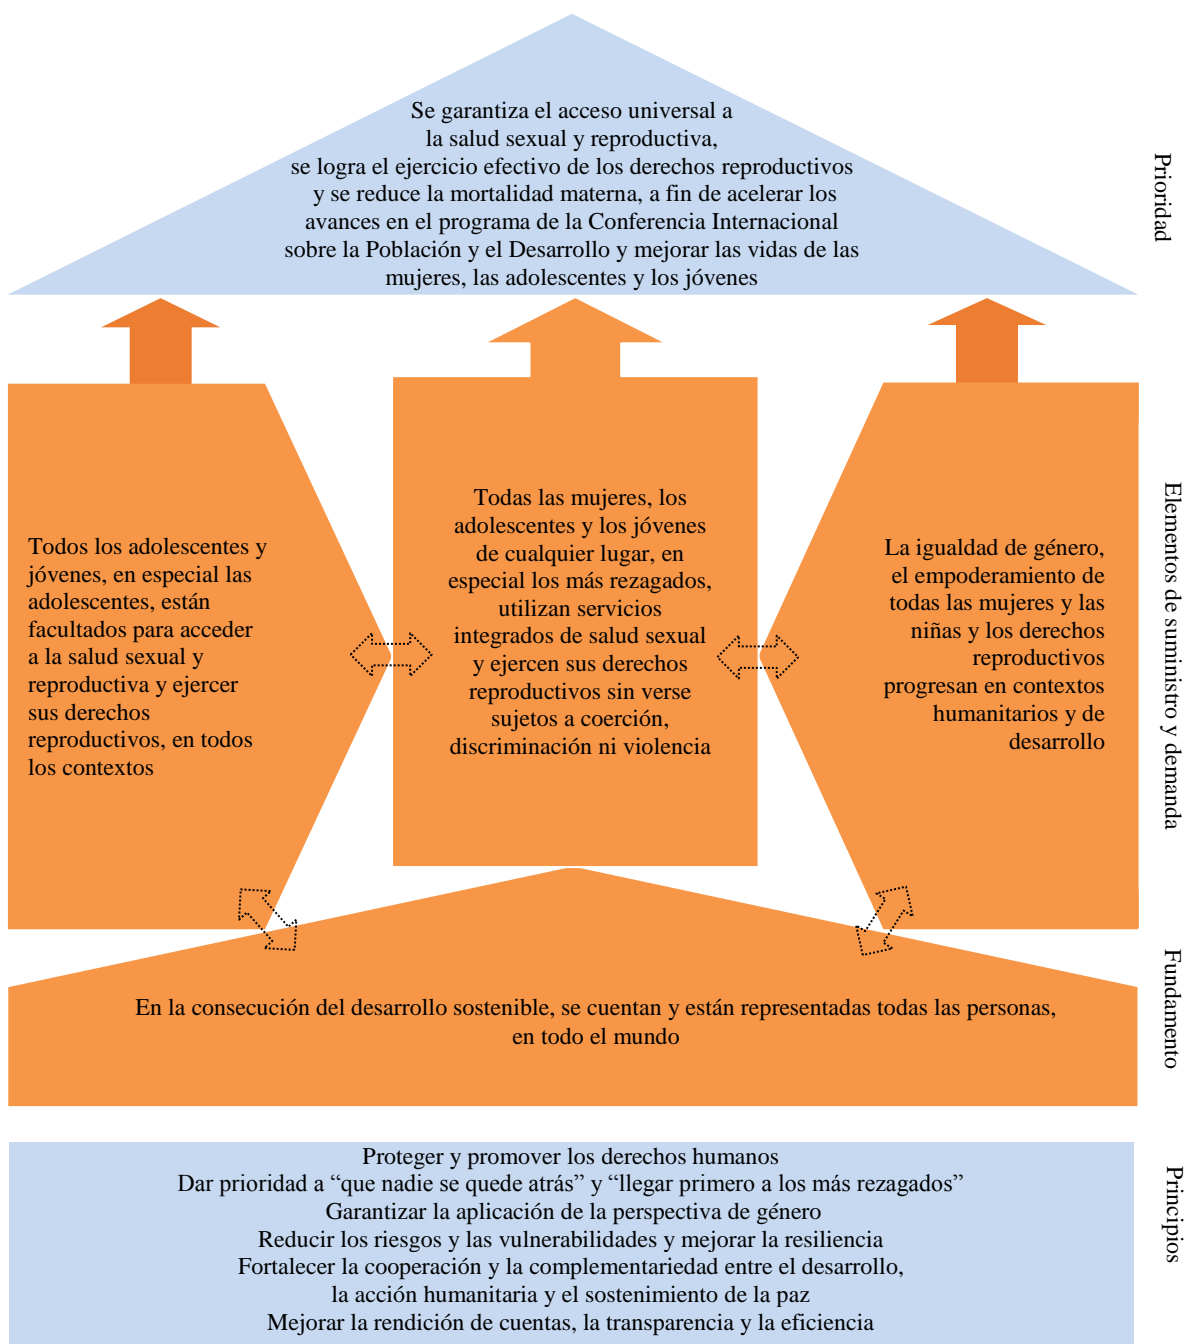 Se garantiza el acceso universal a
la salud sexual y reproductiva,
se logra el ejercicio efectivo de los derechos reproductivos
y se reduce la mortalidad materna, a fin de acelerar los
avances en el programa de la Conferencia Internacional
sobre la Población y el Desarrollo y mejorar las vidas de las
mujeres, las adolescentes y los jóvenes
Prioridad
Todos los adolescentes y
jóvenes, en especial las
adolescentes, están
facultados para acceder
a la salud sexual y
reproductiva y ejercer
sus derechos
reproductivos, en todos
los contextos
Todas las mujeres, los
adolescentes y los jóvenes
de cualquier lugar, en
especial los más rezagados,
utilizan servicios
integrados de salud sexual
y ejercen sus derechos
reproductivos sin verse
sujetos a coerción,
discriminación ni violencia
La igualdad de género,
el empoderamiento de
todas las mujeres y las
niñas y los derechos
reproductivos
progresan en contextos
humanitarios y de
desarrollo
Elementos de suministro y demanda
En la consecución del desarrollo sostenible, se cuentan y están representadas todas las personas,
en todo el mundo
Fundamento
Proteger y promover los derechos humanos
Dar prioridad a “que nadie se quede atrás” y “llegar primero a los más rezagados”
Garantizar la aplicación de la perspectiva de género
Reducir los riesgos y las vulnerabilidades y mejorar la resiliencia
Fortalecer la cooperación y la complementariedad entre el desarrollo,
la acción humanitaria y el sostenimiento de la paz
Mejorar la rendición de cuentas, la transparencia y la eficiencia
Principios